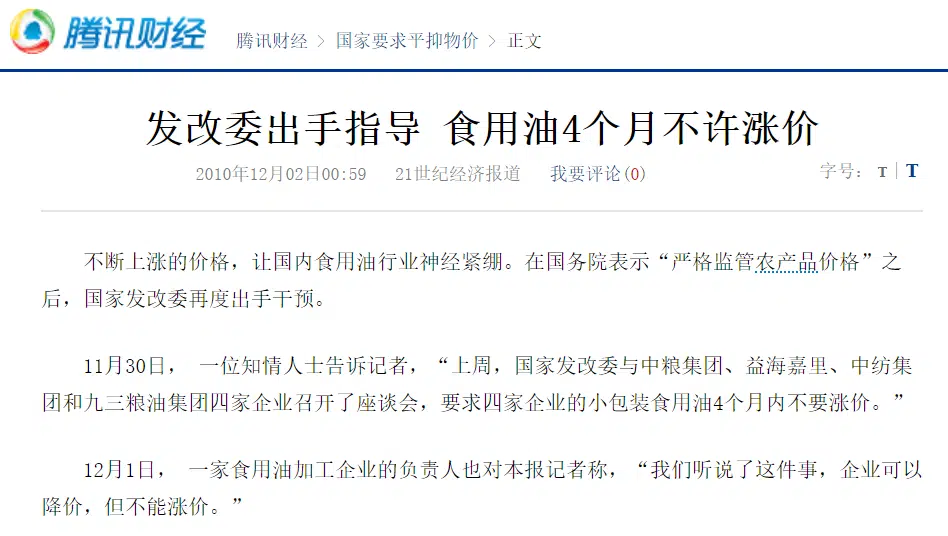 腾讯财经 腾讯财经 > 国家要求平抑物价 > 正文
发改委出手指导 食用油4个月不许涨价
2010年12月02日00:59 21世纪经济报道 我要评论(0) 字号: T|T
不断上涨的价格，让国内食用油行业神经紧绷。在国务院表示“严格监管农产品价格”之
后，国家发改委再度出手干预。
11月30日， 一位知情人士告诉记者，“上周，国家发改委与中粮集团、益海嘉里、中纺集
团和九三粮油集团四家企业召开了座谈会，要求四家企业的小包装食用油4个月内不要涨价。”
12月1日， 一家食用油加工企业的负责人也对本报记者称，“我们听说了这件事，企业可以
降价，但不能涨价。”